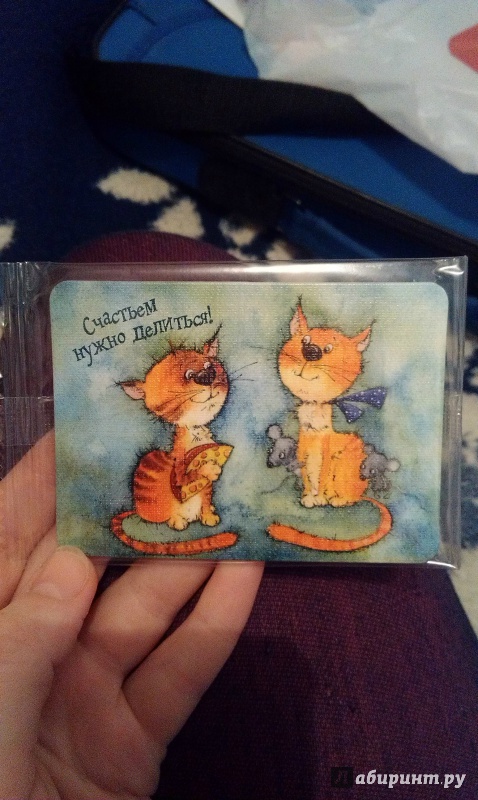 Счастьем
нужно делиться!
Лабиринт.ру